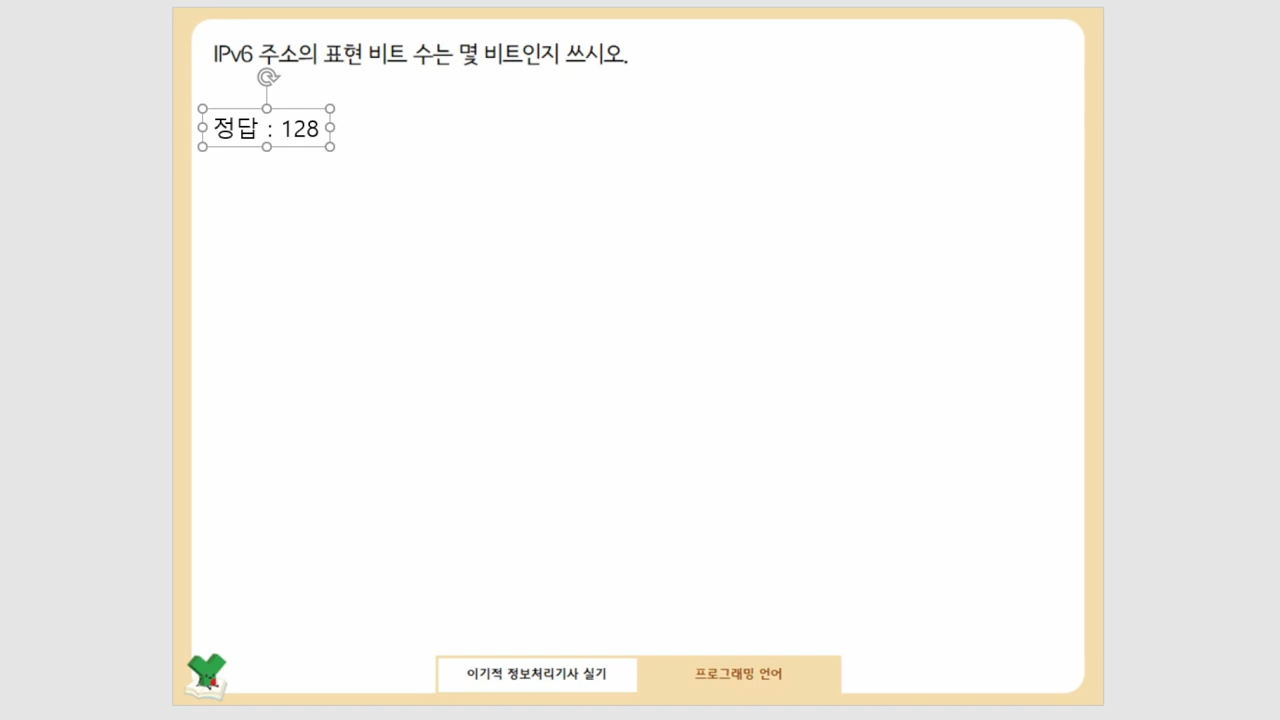 IPv6 주소의 표현 비트 수는 몇 비트인지 쓰시오.
정답 : 128
이기적 정보처리기사 실기
프로그래밍 언어